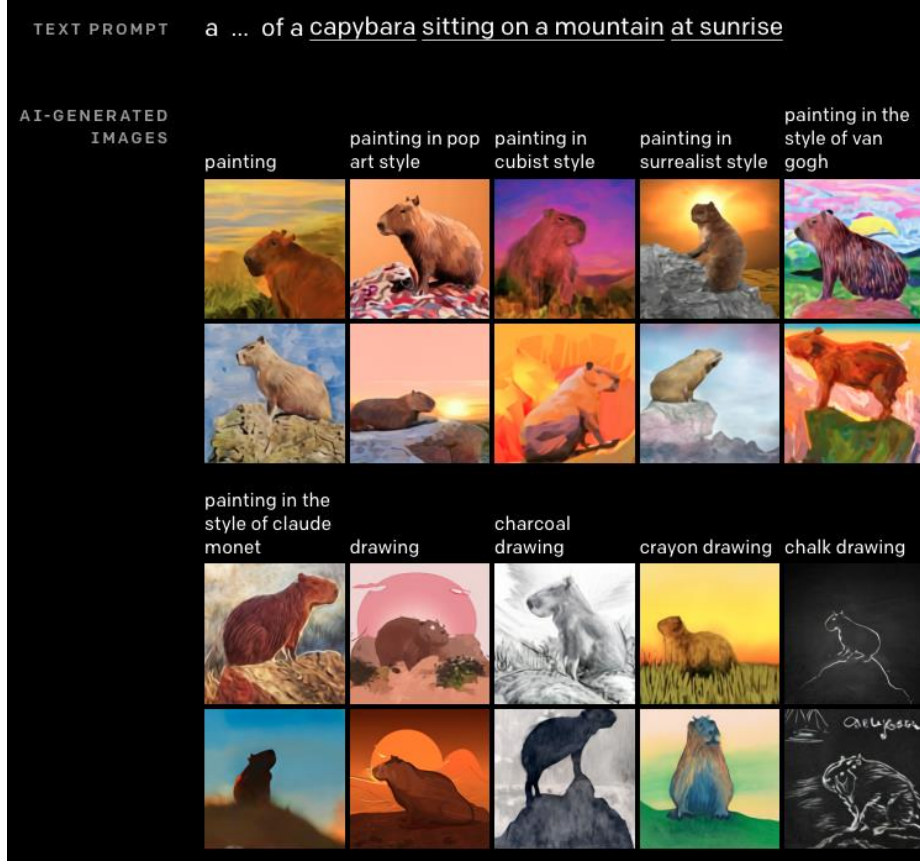 TEXT PROMPT
a ... of a capybara sitting on a mountain at sunrise
AI-GENERATED
IMAGES
painting
painting in pop
art style
painting in
cubist style
painting in
surrealist style
painting in the
style of van
gogh
painting in the
style of claude
monet
drawing
charcoal
drawing
crayon drawing
chalk drawing